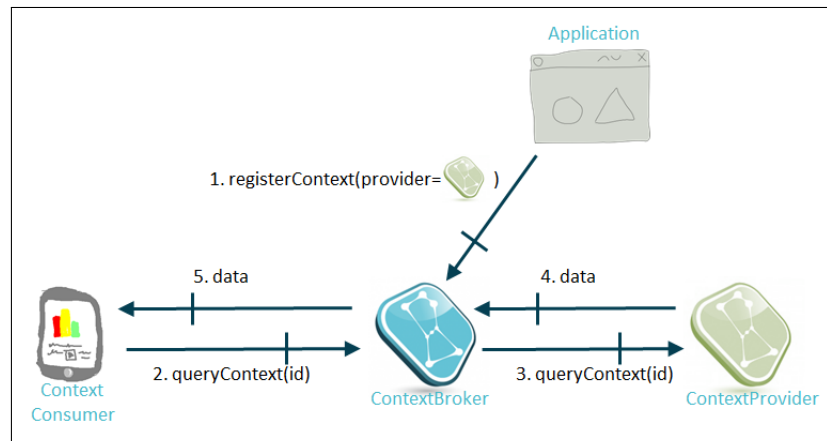 Application
1. registerContext(provider= )
5. data
4. data
2. queryContext(id)
3. queryContext(id)
Context
Consumer
ContextBroker
ContextProvider